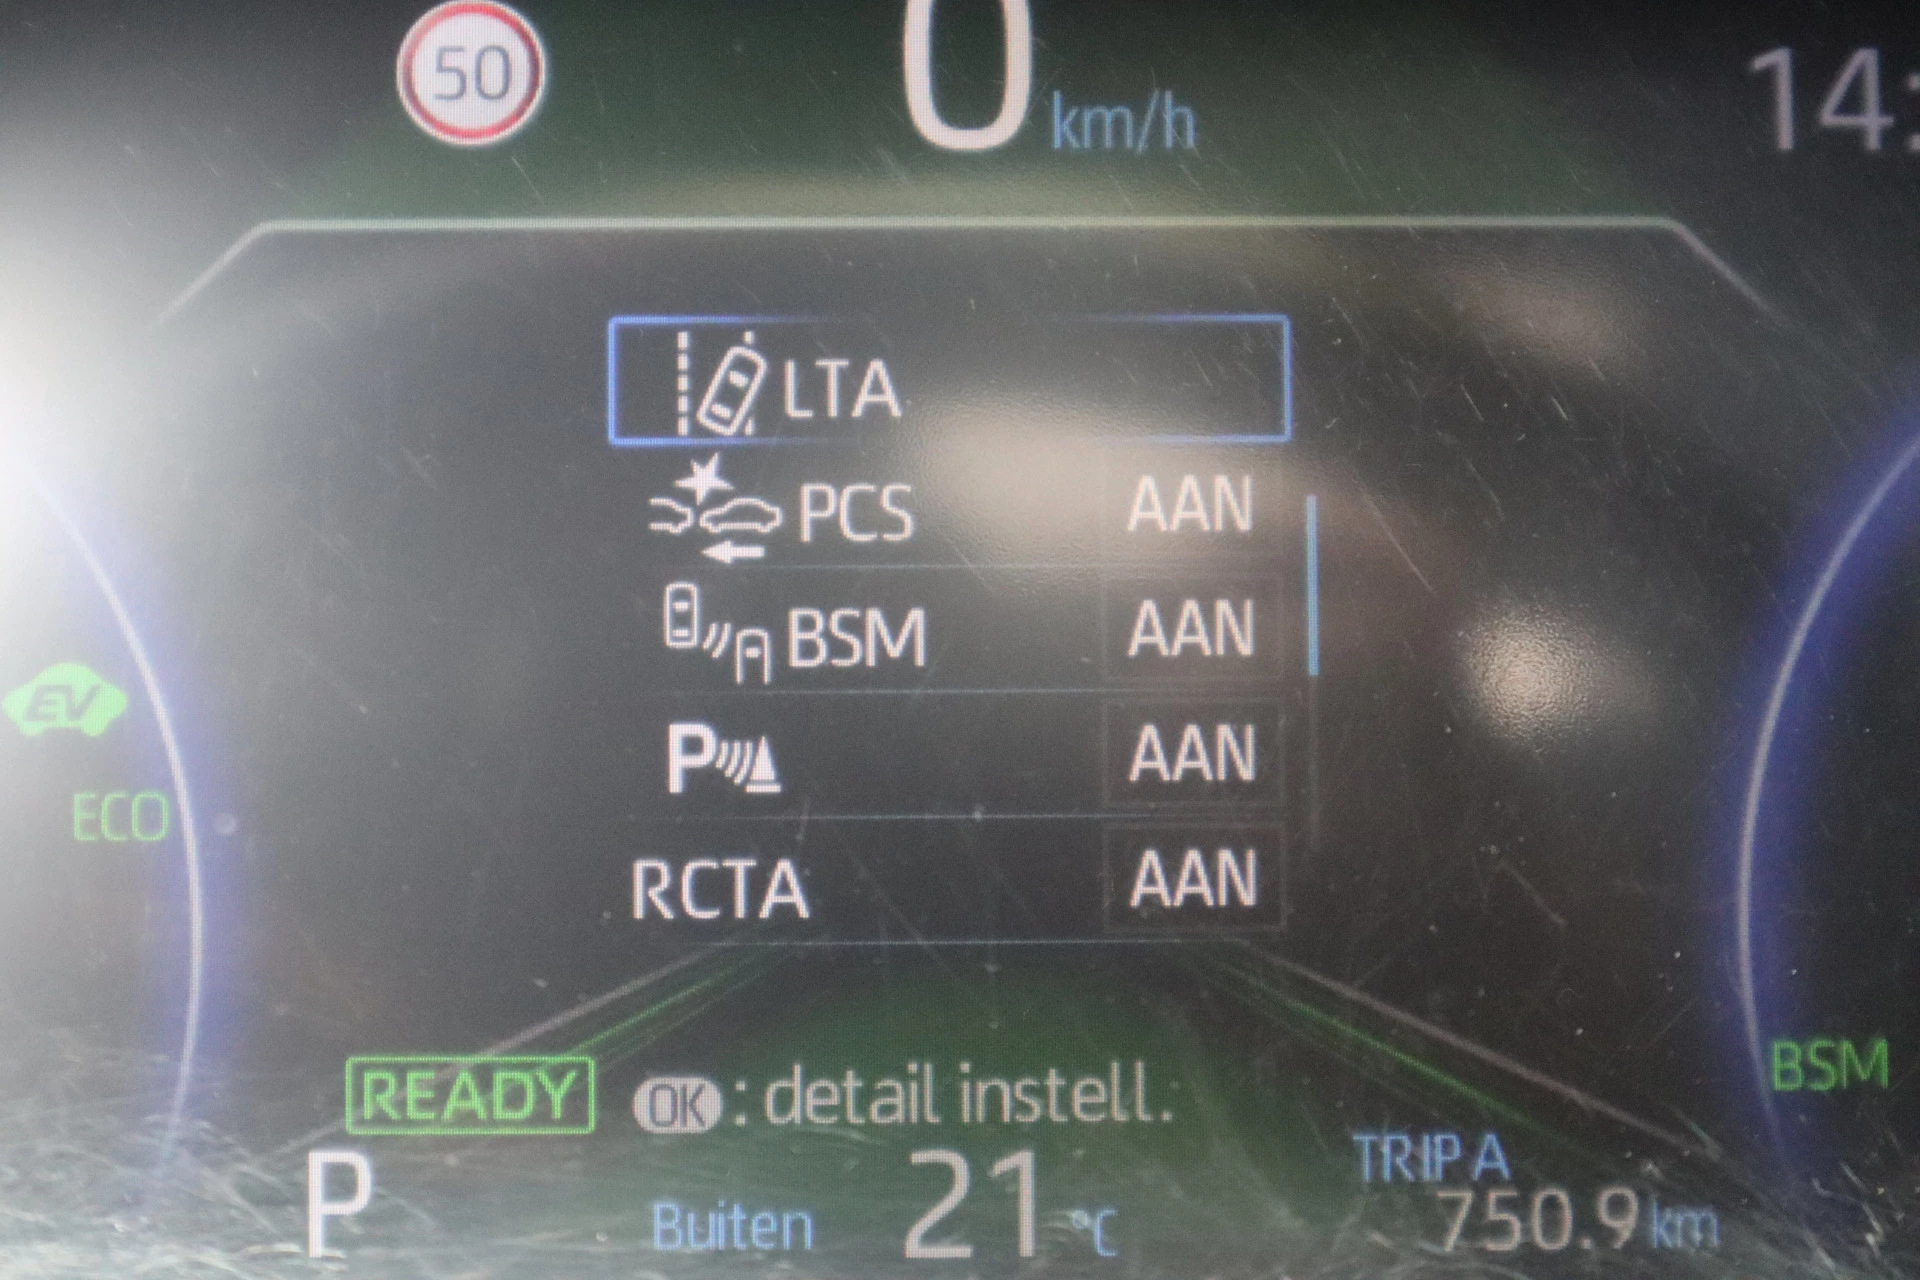 50
0 km/h
14:
LTA
PCS AAN
BSM AAN
P AAN
RCTA AAN
EV
ECO
BSM
READY
OK : detail instell.
P
Buiten 21 °C
TRIP A
750.9 km